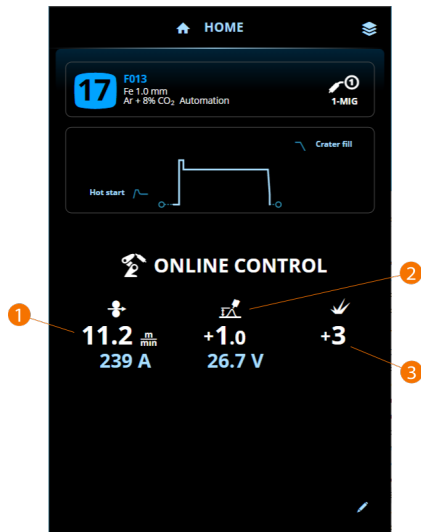 HOME
17
F013
Fe 1.0 mm
Ar + 8% CO₂ Automation
1
1-MIG
Crater fill
Hot start
ONLINE CONTROL
1
2
11.2 m/min
+1.0
+3
239 A
26.7 V
3